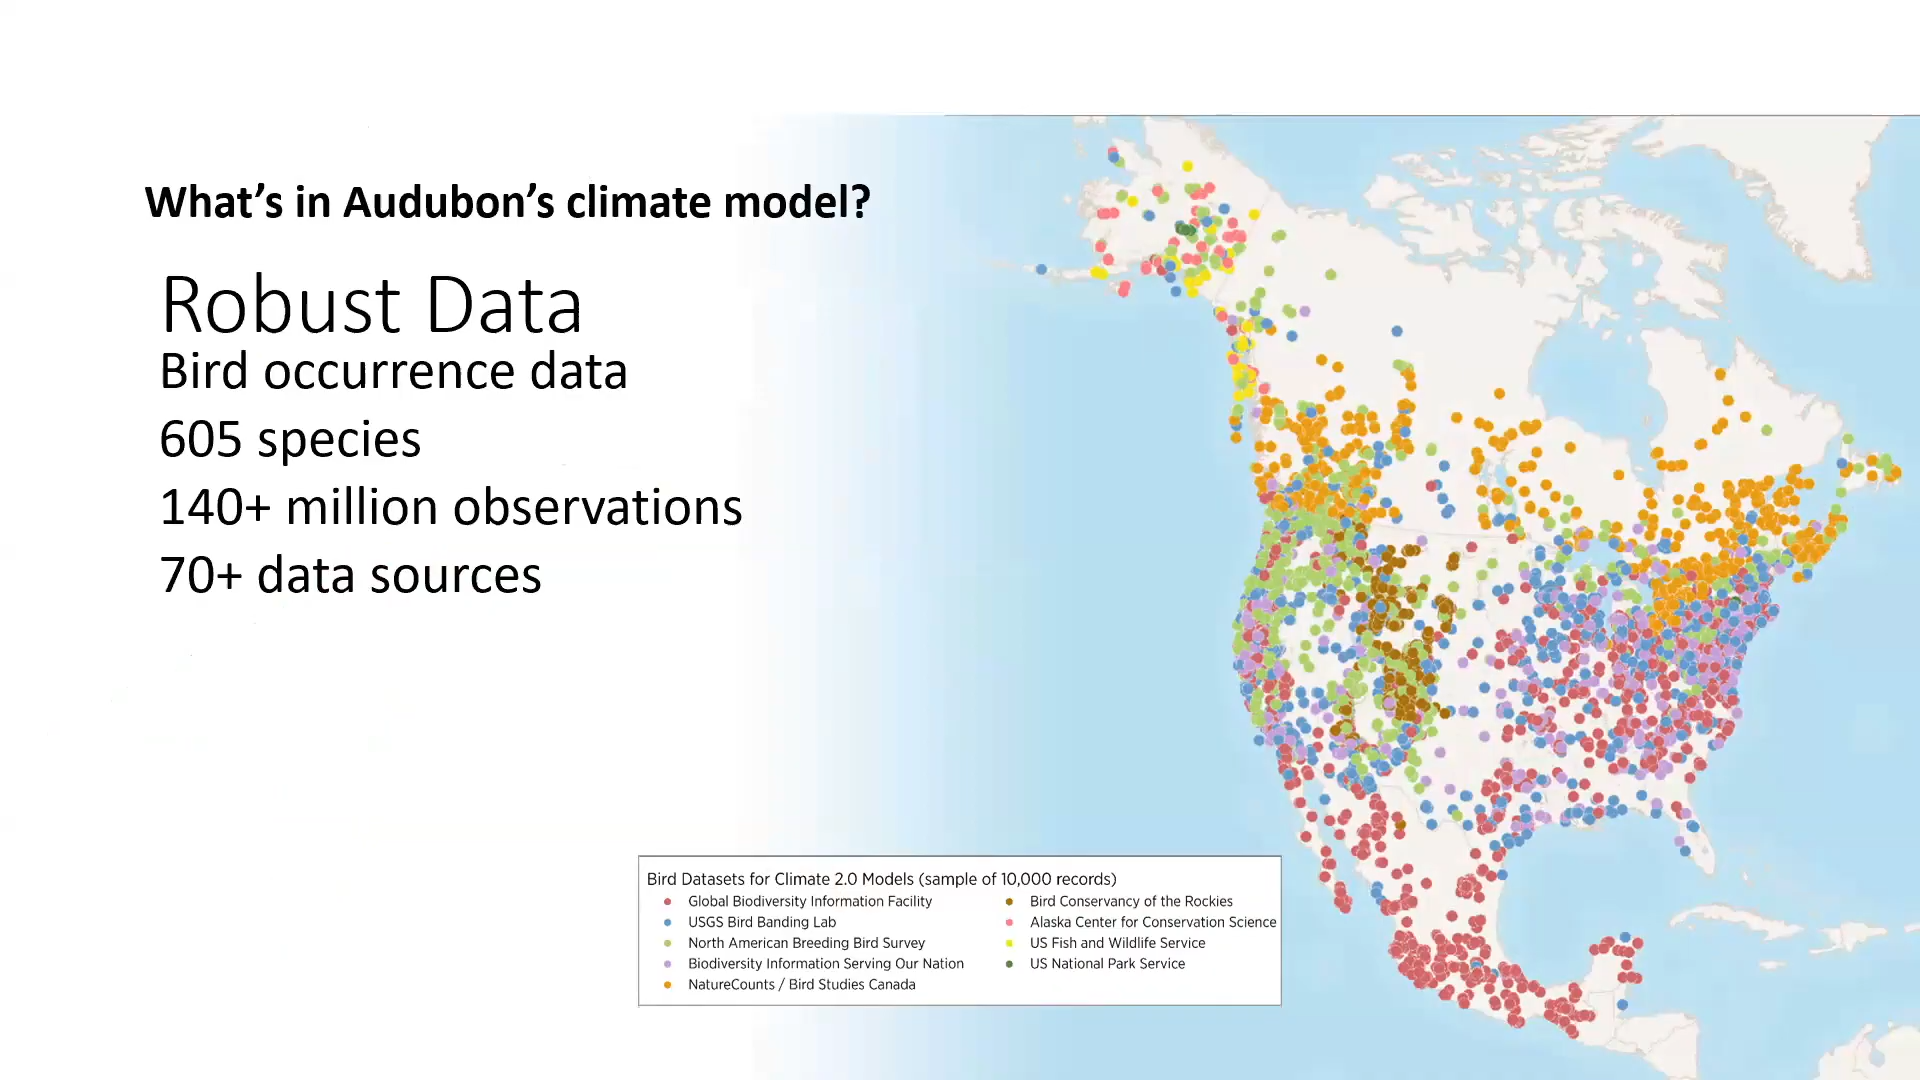 What’s in Audubon’s climate model?
Robust Data
Bird occurrence data
605 species
140+ million observations
70+ data sources
Bird Datasets for Climate 2.0 Models (sample of 10,000 records)
Global Biodiversity Information Facility
USGS Bird Banding Lab
North American Breeding Bird Survey
Biodiversity Information Serving Our Nation
NatureCounts / Bird Studies Canada
Bird Conservancy of the Rockies
Alaska Center for Conservation Science
US Fish and Wildlife Service
US National Park Service